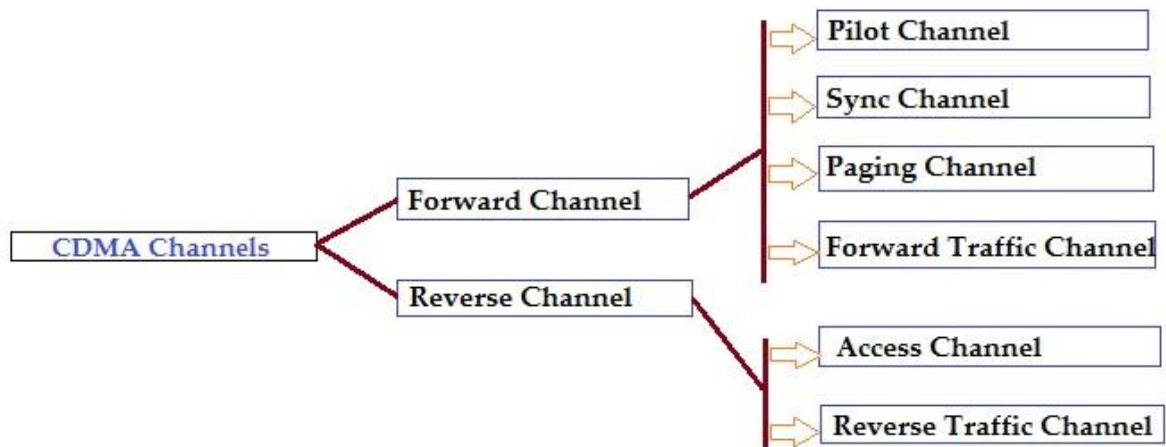 Pilot Channel
Sync Channel
Paging Channel
Forward Channel
Forward Traffic Channel
CDMA Channels
Reverse Channel
Access Channel
Reverse Traffic Channel